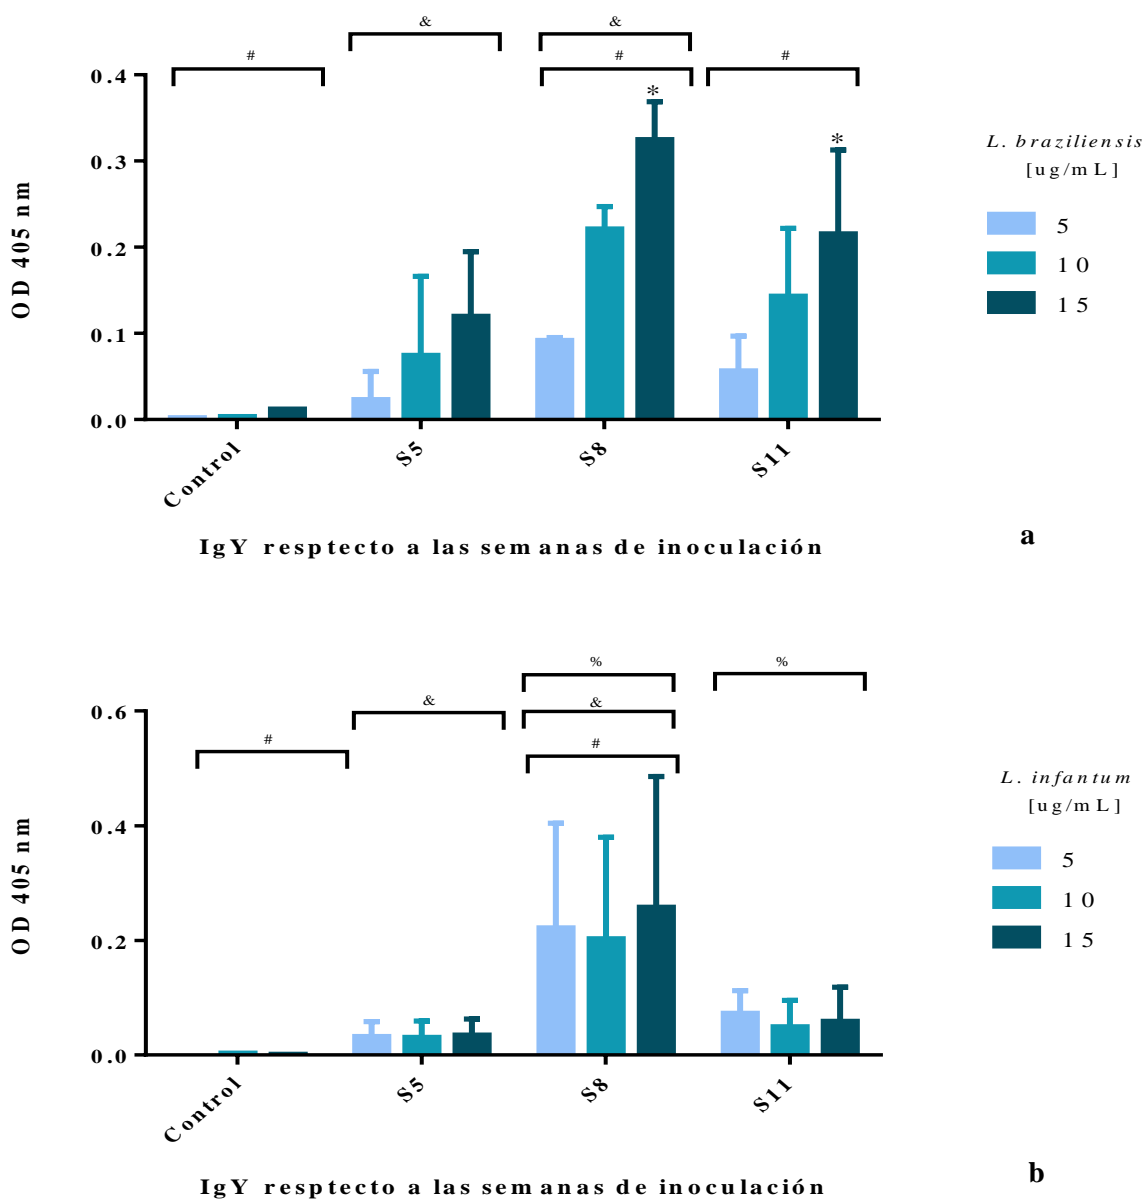 & &
# # #
0.4
0.3
0.2
0.1
0.0
* *
OD 405 nm
L. braziliensis
[ug/mL]
5
10
15
Control S5 S8 S11
IgY resptecto a las semanas de inoculación
a
% %
& &
# #
0.6
0.4
0.2
0.0
OD 405 nm
L. infantum
[ug/mL]
5
10
15
Control S5 S8 S11
IgY resptecto a las semanas de inoculación
b